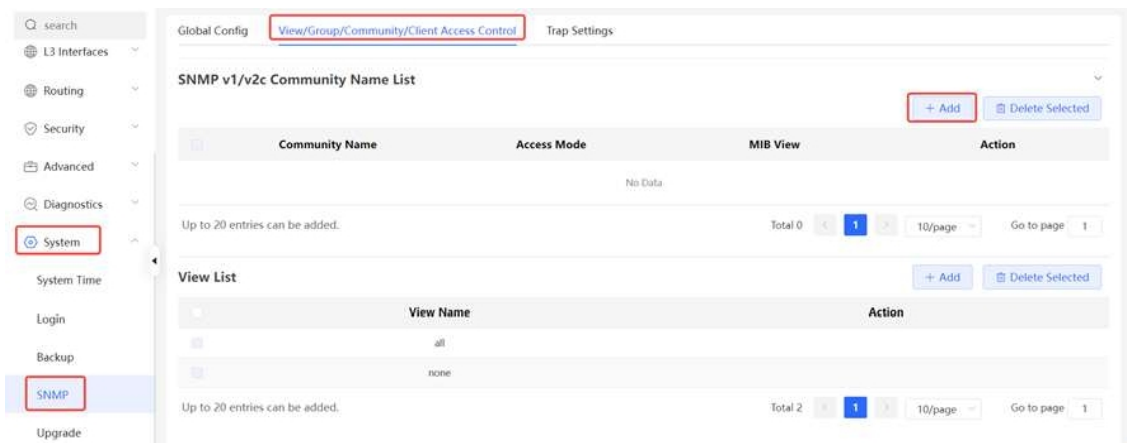 search
L3 Interfaces
Routing
Security
Advanced
Diagnostics
System
System Time
Login
Backup
SNMP
Upgrade
Global Config View/Group/Community/Client Access Control Trap Settings
SNMP v1/v2c Community Name List
+ Add Delete Selected
Community Name Access Mode MIB View Action
No Data
Up to 20 entries can be added. Total 0 1 10/page Go to page 1
View List + Add Delete Selected
View Name Action
all
none
Up to 20 entries can be added. Total 2 1 10/page Go to page 1